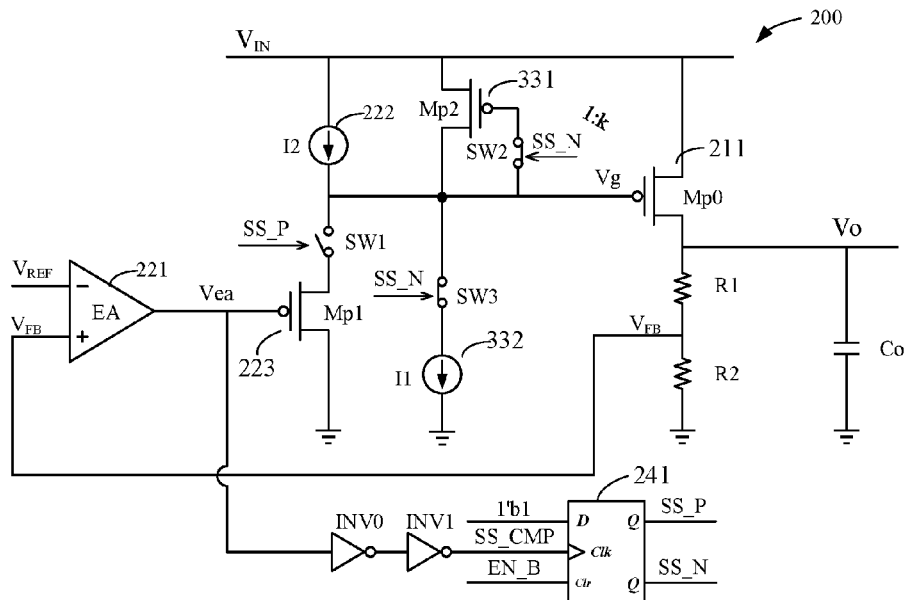 200
V_IN
331
222
Mp2
1:k
I2
SW2
SS_N
211
Vg
Mp0
SS_P
SW1
Vo
SS_N
221
V_REF
−
SW3
R1
EA
Vea
Mp1
V_FB
+
V_FB
332
223
Co
I1
R2
241
1'b1
D
Q
SS_P
INV0
INV1
SS_CMP
Clk
EN_B
Clr
Q
SS_N